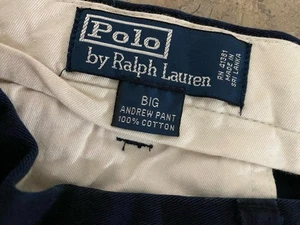 Polo
by Ralph Lauren
RN 41381
MADE IN
SRI LANKA
BIG
ANDREW PANT
100% COTTON